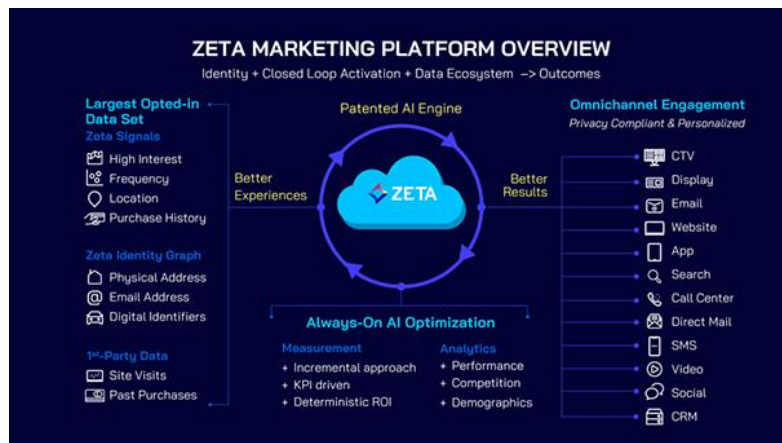 ZETA MARKETING PLATFORM OVERVIEW
Identity + Closed Loop Activation + Data Ecosystem –> Outcomes
Largest Opted-in
Data Set
Zeta Signals
High Interest
Frequency
Location
Purchase History
Zeta Identity Graph
Physical Address
Email Address
Digital Identifiers
1st-Party Data
Site Visits
Past Purchases
Better
Experiences
Patented AI Engine
ZETA
Better
Results
Always-On AI Optimization
Measurement
+ Incremental approach
+ KPI driven
+ Deterministic ROI
Analytics
+ Performance
+ Competition
+ Demographics
Omnichannel Engagement
Privacy Compliant & Personalized
CTV
Display
Email
Website
App
Search
Call Center
Direct Mail
SMS
Video
Social
CRM